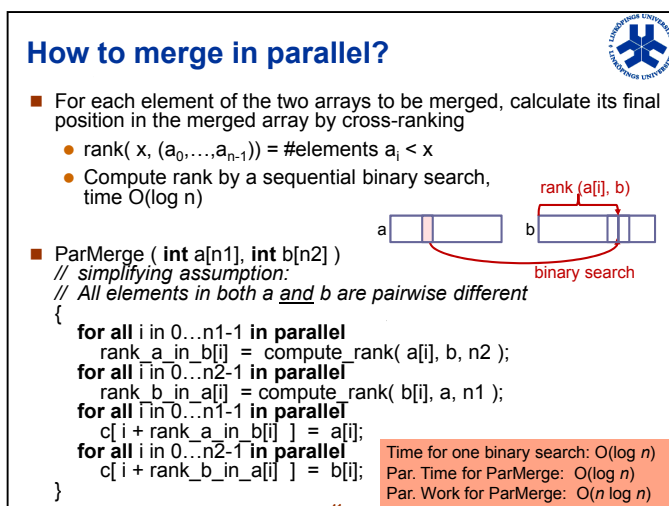 How to merge in parallel?
LINKÖPINGS UNIVERSITET
■ For each element of the two arrays to be merged, calculate its final
position in the merged array by cross-ranking
● rank( x, (a0,…,an-1)) = #elements ai < x
● Compute rank by a sequential binary search,
time O(log n)
rank (a[i], b)
a
b
binary search
■ ParMerge ( int a[n1], int b[n2] )
// simplifying assumption:
// All elements in both a and b are pairwise different
{
for all i in 0…n1-1 in parallel
rank_a_in_b[i] = compute_rank( a[i], b, n2 );
for all i in 0…n2-1 in parallel
rank_b_in_a[i] = compute_rank( b[i], a, n1 );
for all i in 0…n1-1 in parallel
c[ i + rank_a_in_b[i] ] = a[i];
for all i in 0…n2-1 in parallel
c[ i + rank_b_in_a[i] ] = b[i];
}
Time for one binary search: O(log n)
Par. Time for ParMerge: O(log n)
Par. Work for ParMerge: O(n log n)